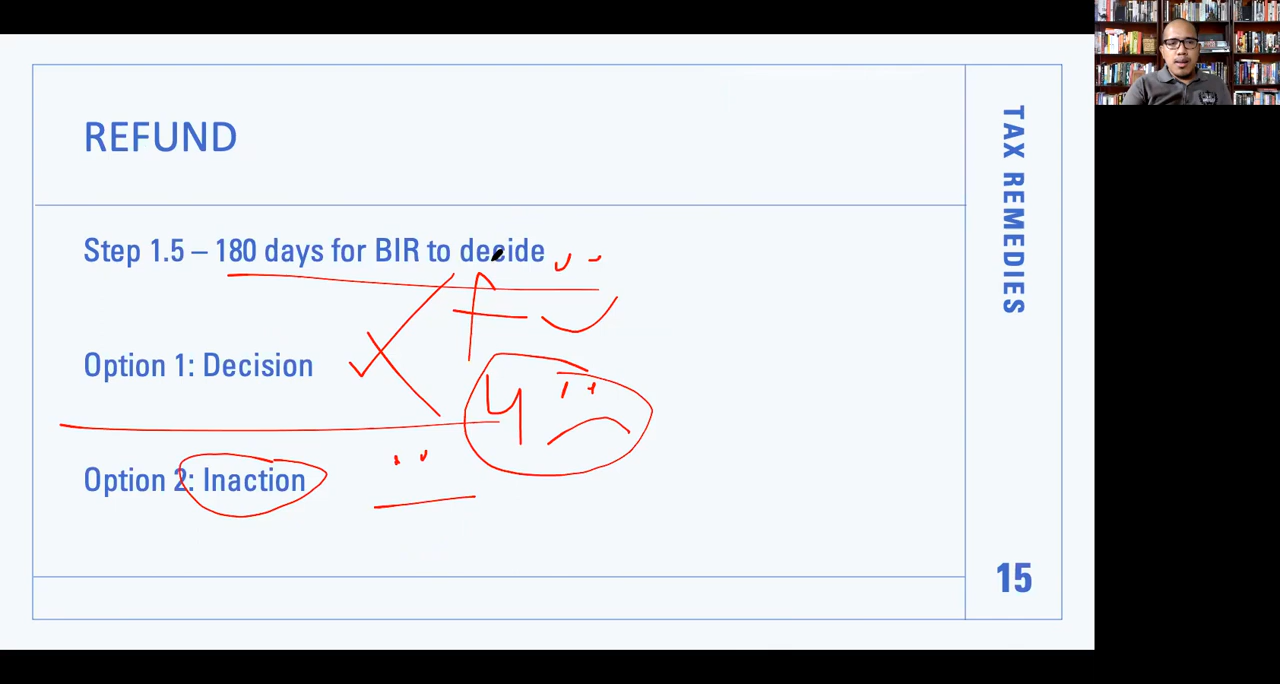 REFUND
Step 1.5 – 180 days for BIR to decide
Option 1: Decision
Option 2: Inaction
TAX REMEDIES
15